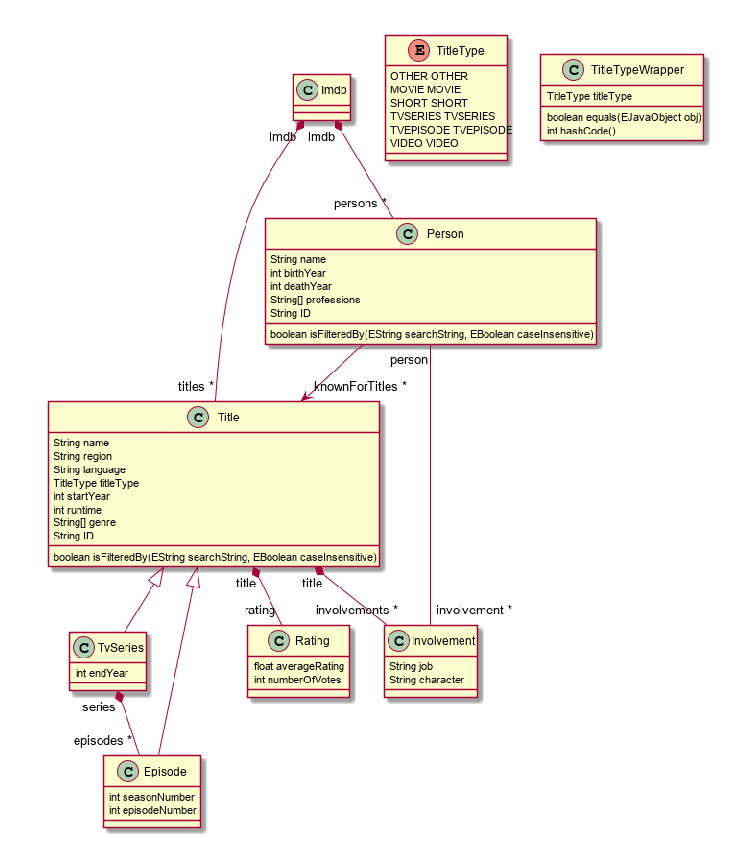 E TitleType
OTHER OTHER
MOVIE MOVIE
SHORT SHORT
TVSERIES TVSERIES
TVEPISODE TVEPISODE
VIDEO VIDEO
C TitleTypeWrapper
TitleType titleType
boolean equals(EJavaObject obj)
int hashCode()
C Imdb
Imdb
Imdb
persons *
C Person
String name
int birthYear
int deathYear
String[] professions
String ID
boolean isFilteredBy(EString searchString, EBoolean caseInsensitive)
person
titles *
knownForTitles *
C Title
String name
String region
String language
TitleType titleType
int startYear
int runtime
String[] genre
String ID
boolean isFilteredBy(EString searchString, EBoolean caseInsensitive)
title
title
rating
involvements *
involvement *
C TvSeries
int endYear
C Rating
float averageRating
int numberOfVotes
C Involvement
String job
String character
series
episodes *
C Episode
int seasonNumber
int episodeNumber